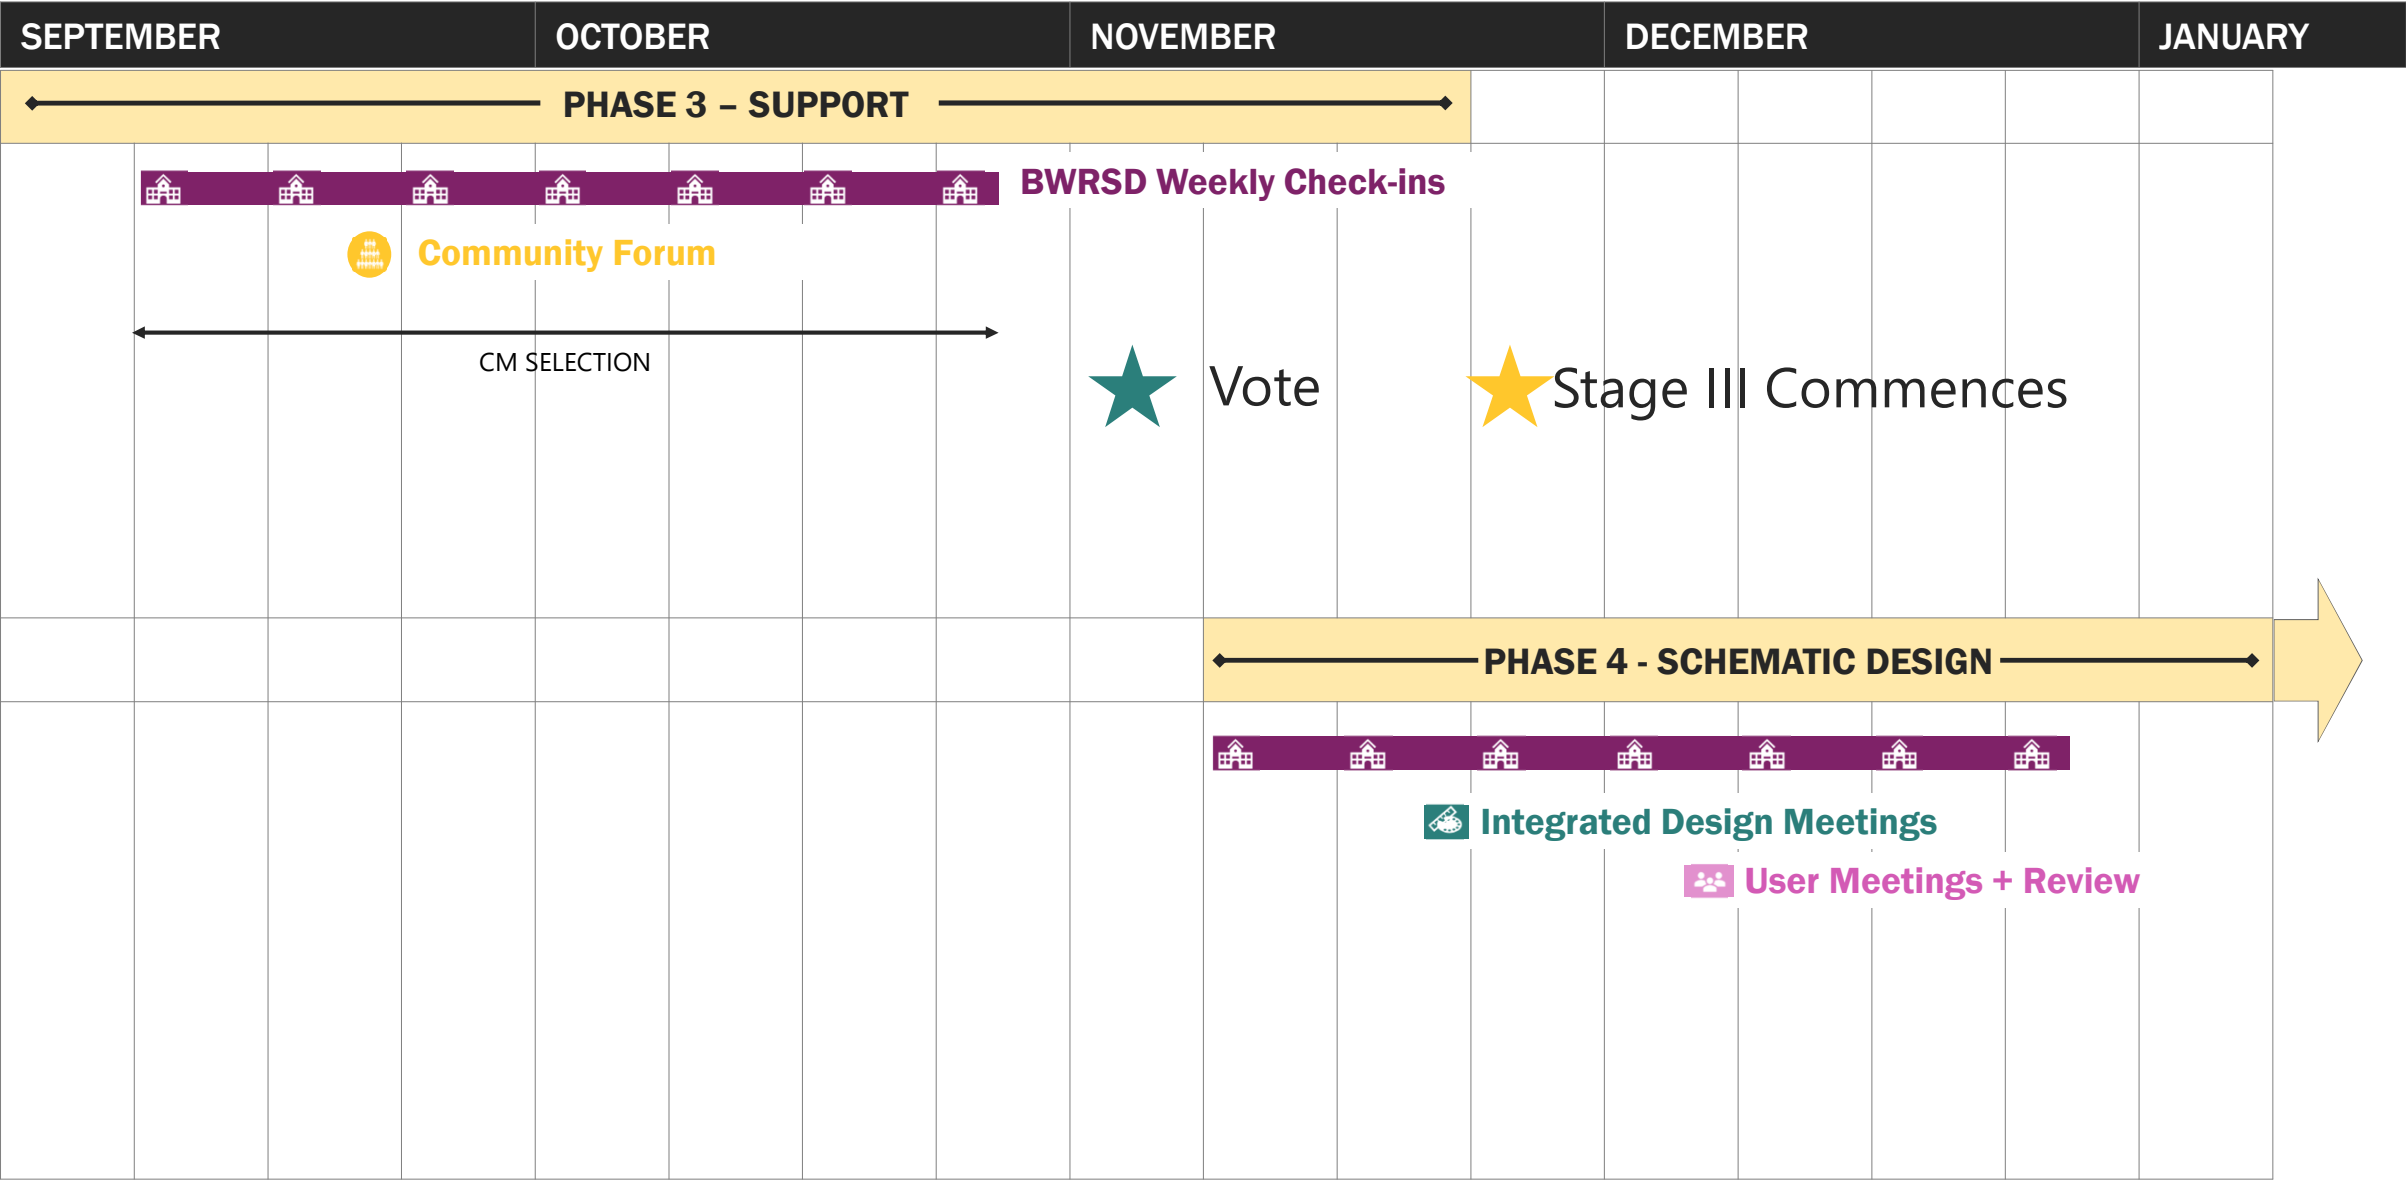 SEPTEMBER OCTOBER NOVEMBER DECEMBER JANUARY
PHASE 3 – SUPPORT
BWRSD Weekly Check-ins
Community Forum
CM SELECTION
Vote
Stage III Commences
PHASE 4 - SCHEMATIC DESIGN
Integrated Design Meetings
User Meetings + Review